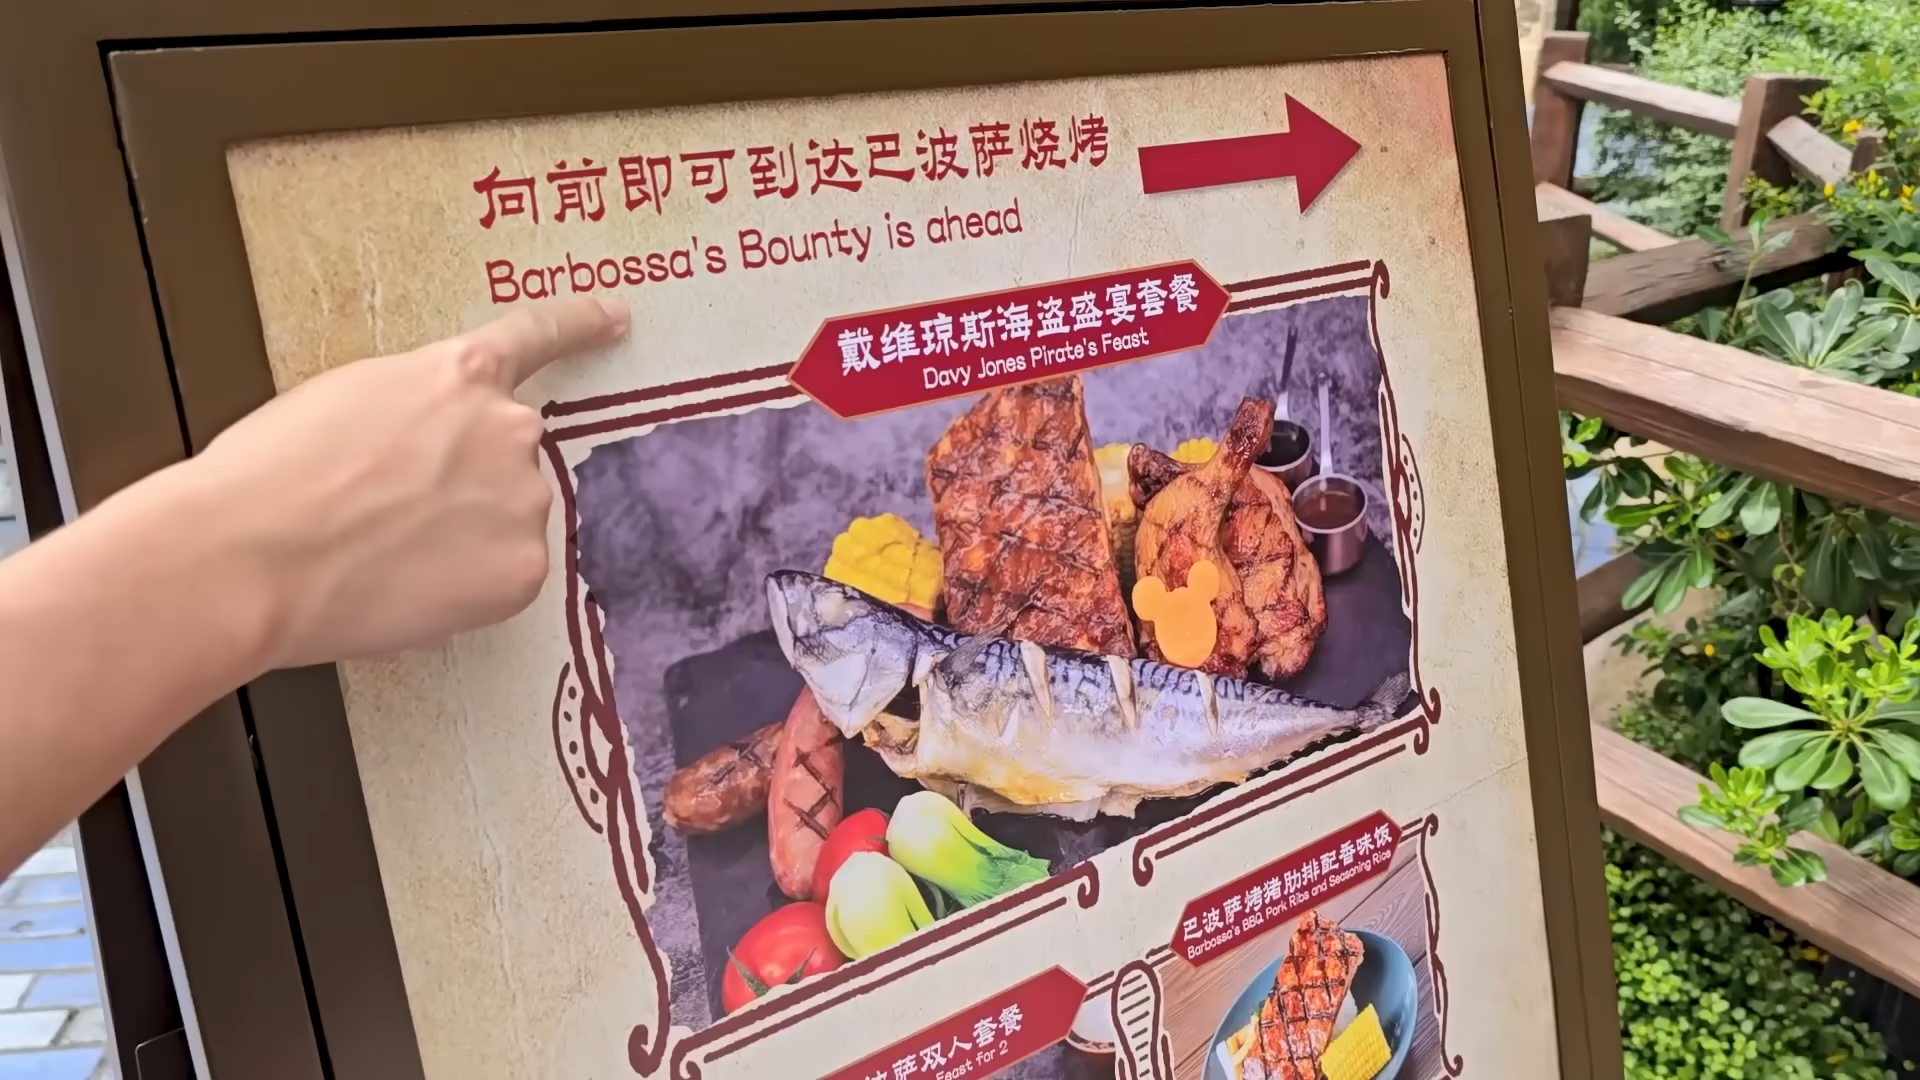 向前即可到达巴波萨烧烤
Barbossa's Bounty is ahead
戴维琼斯海盗盛宴套餐
Davy Jones Pirate's Feast
巴波萨烤猪肋排配香味饭
Barbossa's BBQ Pork Ribs and Seasoning Rice
萨双人套餐
Feast for 2